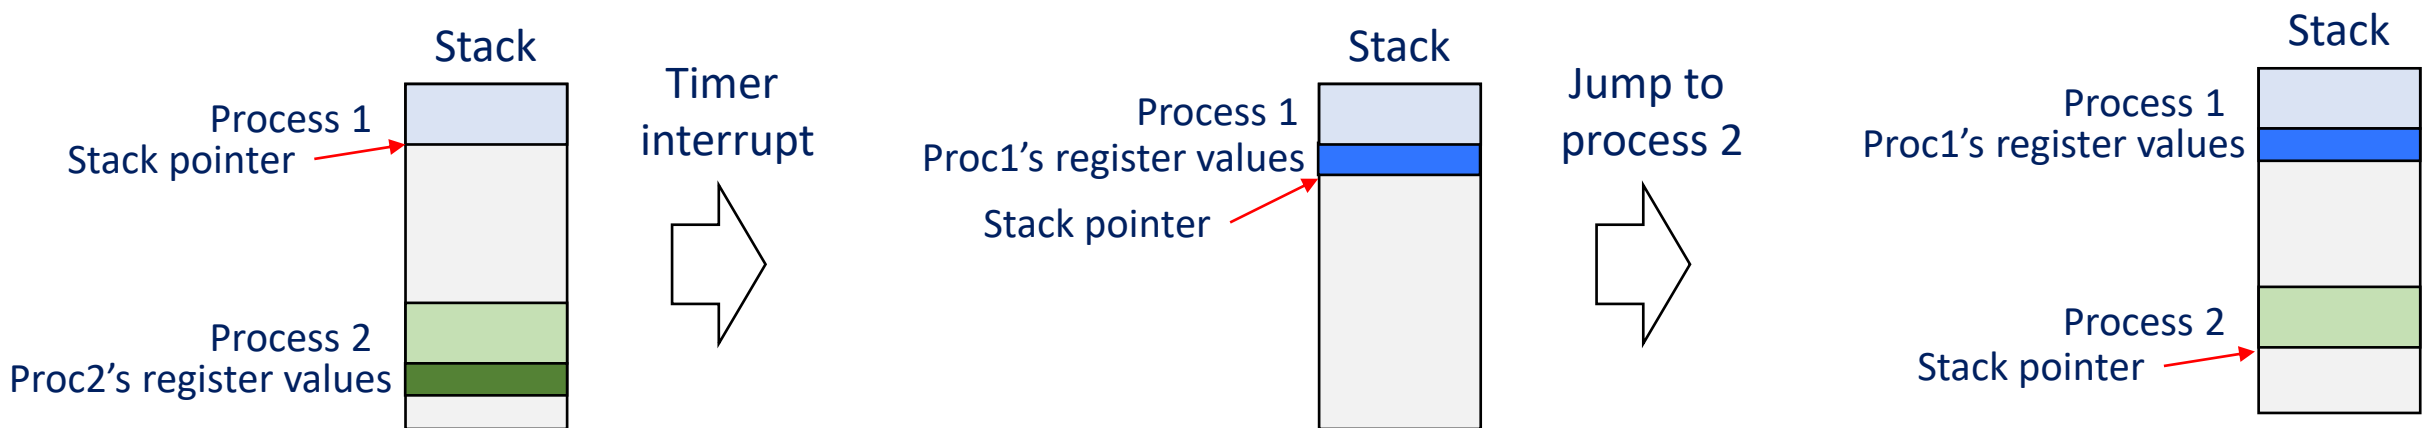 Stack
Process 1
Stack pointer
Process 2
Proc2’s register values
Timer
interrupt
Stack
Process 1
Proc1’s register values
Stack pointer
Jump to
process 2
Stack
Process 1
Proc1’s register values
Process 2
Stack pointer